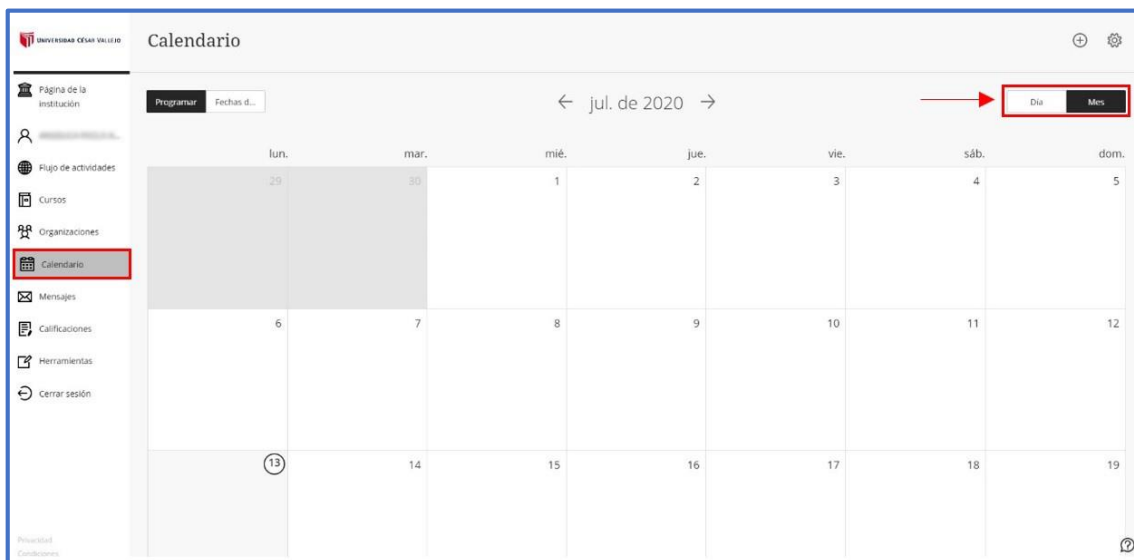 UNIVERSIDAD CÉSAR VALLEJO
Calendario
Página de la
institución
Flujo de actividades
Cursos
Organizaciones
Calendario
Mensajes
Calificaciones
Herramientas
Cerrar sesión
Privacidad
Condiciones
Programar Fechas d...
jul. de 2020
Día Mes
lun. mar. mié. jue. vie. sáb. dom.
29 30 1 2 3 4 5
6 7 8 9 10 11 12
13 14 15 16 17 18 19